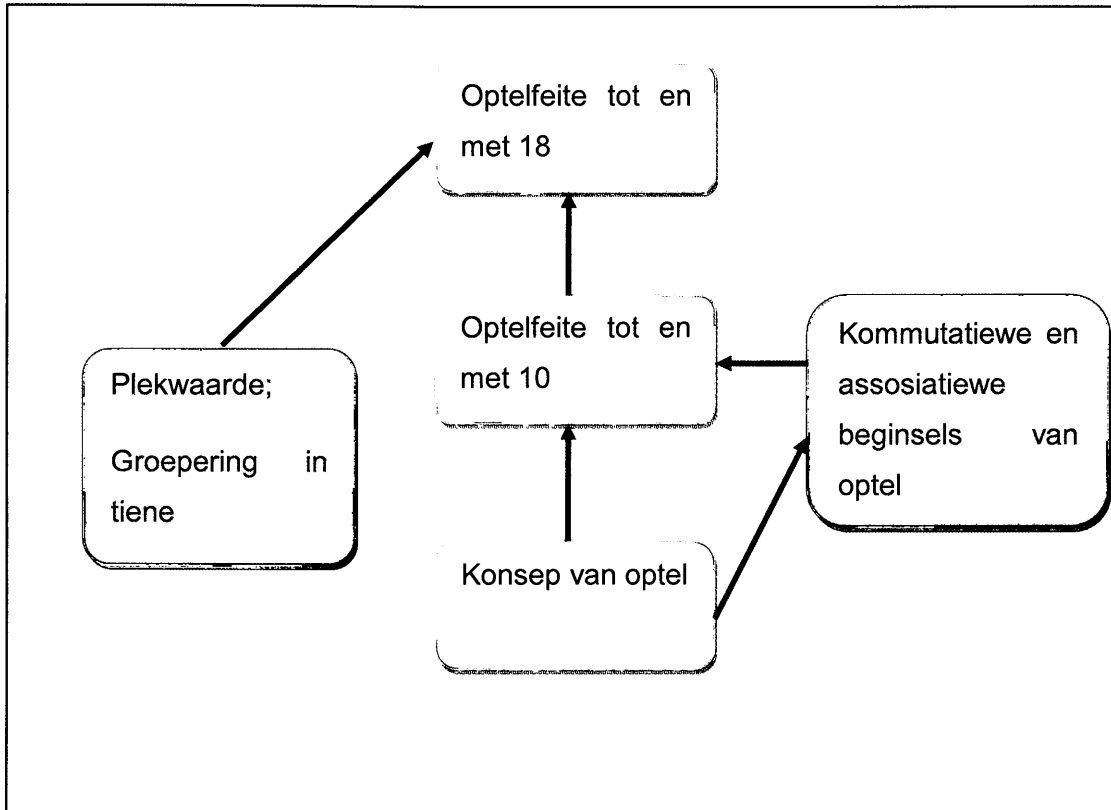 Optelfeite tot en
met 18
Optelfeite tot en
met 10
Kommutatiewe en
assosiatiewe
beginsels van
optel
Plekwaarde;
Groepering in
tiene
Konsep van optel